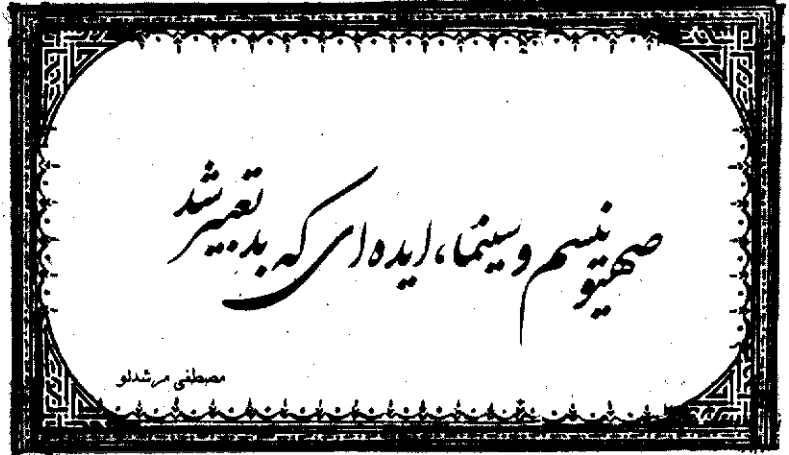 صهیونیسم و سینما، ایده‌ای که بد تعبیر شد
مصطفی مرشدلو